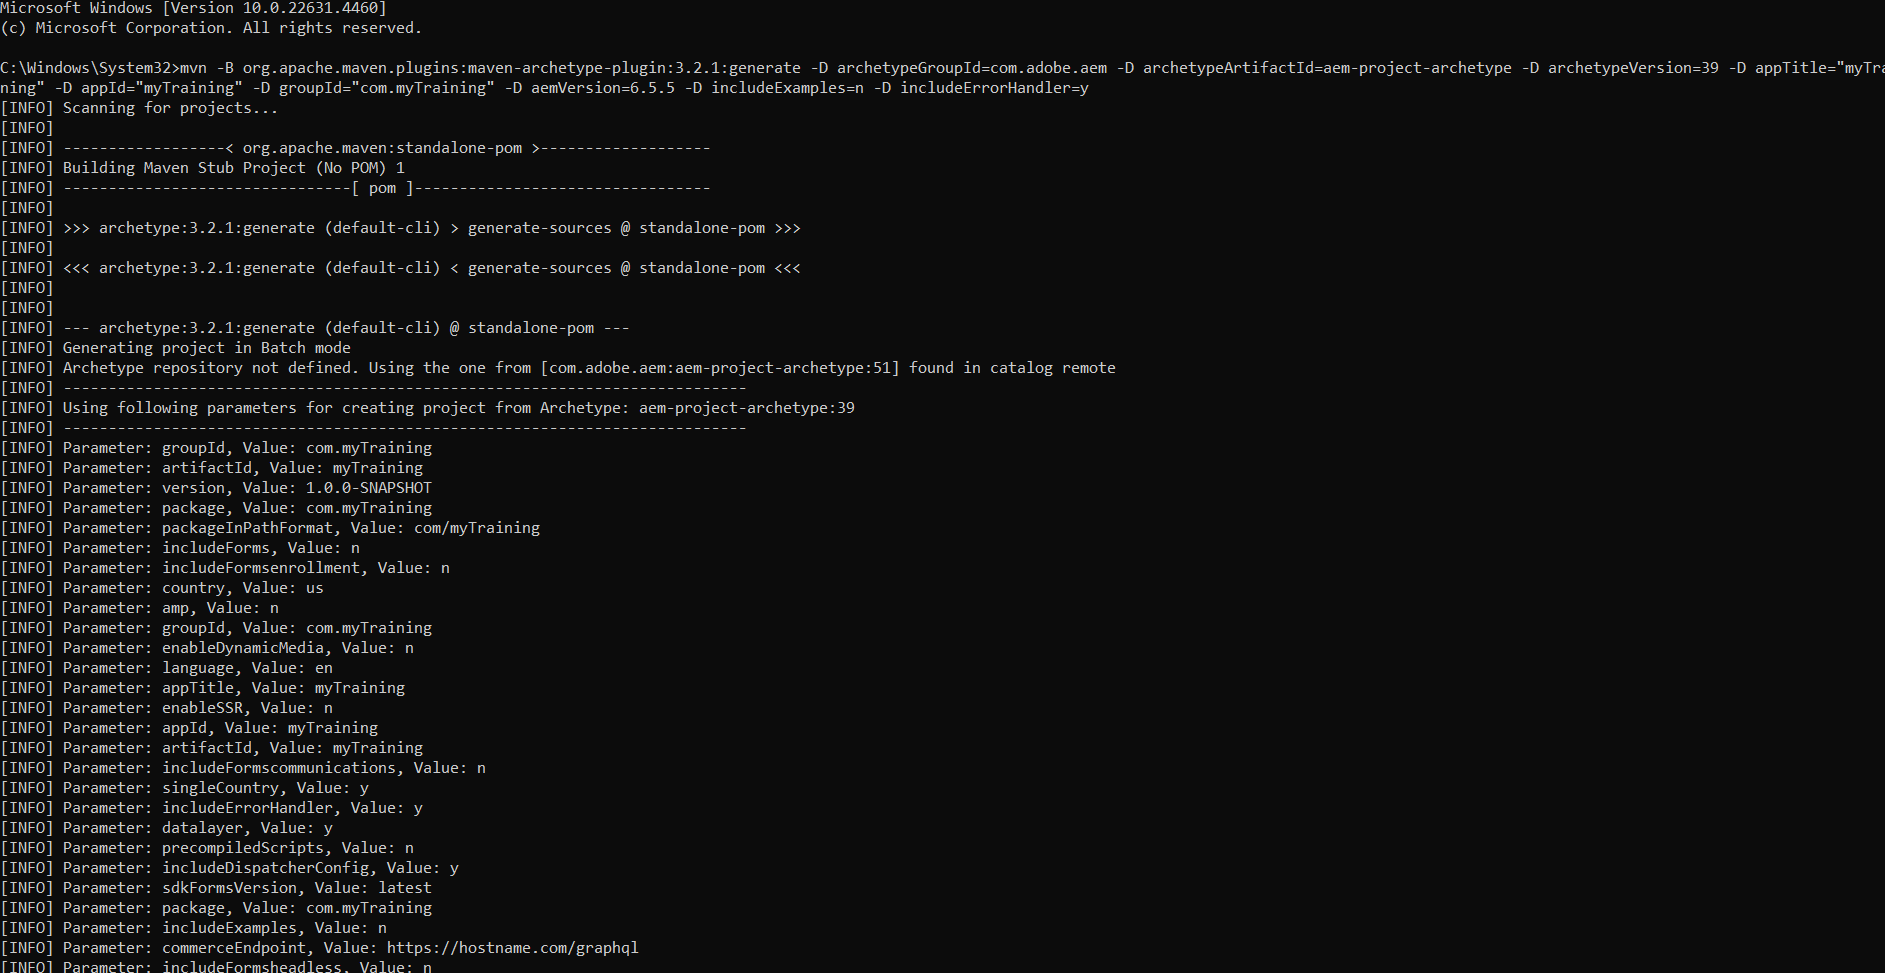 Microsoft Windows [Version 10.0.22631.4460]
(c) Microsoft Corporation. All rights reserved.
C:\Windows\System32>mvn -B org.apache.maven.plugins:maven-archetype-plugin:3.2.1:generate -D archetypeGroupId=com.adobe.aem -D archetypeArtifactId=aem-project-archetype -D archetypeVersion=39 -D appTitle="myTrai
ning" -D appId="myTraining" -D groupId="com.myTraining" -D aemVersion=6.5.5 -D includeExamples=n -D includeErrorHandler=y
[INFO] Scanning for projects...
[INFO]
[INFO] ------------------< org.apache.maven:standalone-pom >-------------------
[INFO] Building Maven Stub Project (No POM) 1
[INFO] --------------------------------[ pom ]---------------------------------
[INFO]
[INFO] >>> archetype:3.2.1:generate (default-cli) > generate-sources @ standalone-pom >>>
[INFO]
[INFO] <<< archetype:3.2.1:generate (default-cli) < generate-sources @ standalone-pom <<<
[INFO]
[INFO]
[INFO] --- archetype:3.2.1:generate (default-cli) @ standalone-pom ---
[INFO] Generating project in Batch mode
[INFO] Archetype repository not defined. Using the one from [com.adobe.aem:aem-project-archetype:51] found in catalog remote
[INFO] ----------------------------------------------------------------------------
[INFO] Using following parameters for creating project from Archetype: aem-project-archetype:39
[INFO] ----------------------------------------------------------------------------
[INFO] Parameter: groupId, Value: com.myTraining
[INFO] Parameter: artifactId, Value: myTraining
[INFO] Parameter: version, Value: 1.0.0-SNAPSHOT
[INFO] Parameter: package, Value: com.myTraining
[INFO] Parameter: packageInPathFormat, Value: com/myTraining
[INFO] Parameter: includeForms, Value: n
[INFO] Parameter: includeFormsenrollment, Value: n
[INFO] Parameter: country, Value: us
[INFO] Parameter: amp, Value: n
[INFO] Parameter: groupId, Value: com.myTraining
[INFO] Parameter: enableDynamicMedia, Value: n
[INFO] Parameter: language, Value: en
[INFO] Parameter: appTitle, Value: myTraining
[INFO] Parameter: enableSSR, Value: n
[INFO] Parameter: appId, Value: myTraining
[INFO] Parameter: artifactId, Value: myTraining
[INFO] Parameter: includeFormscommunications, Value: n
[INFO] Parameter: singleCountry, Value: y
[INFO] Parameter: includeErrorHandler, Value: y
[INFO] Parameter: datalayer, Value: y
[INFO] Parameter: precompiledScripts, Value: n
[INFO] Parameter: includeDispatcherConfig, Value: y
[INFO] Parameter: sdkFormsVersion, Value: latest
[INFO] Parameter: package, Value: com.myTraining
[INFO] Parameter: includeExamples, Value: n
[INFO] Parameter: commerceEndpoint, Value: https://hostname.com/graphql
[INFO] Parameter: includeFormsheadless, Value: n